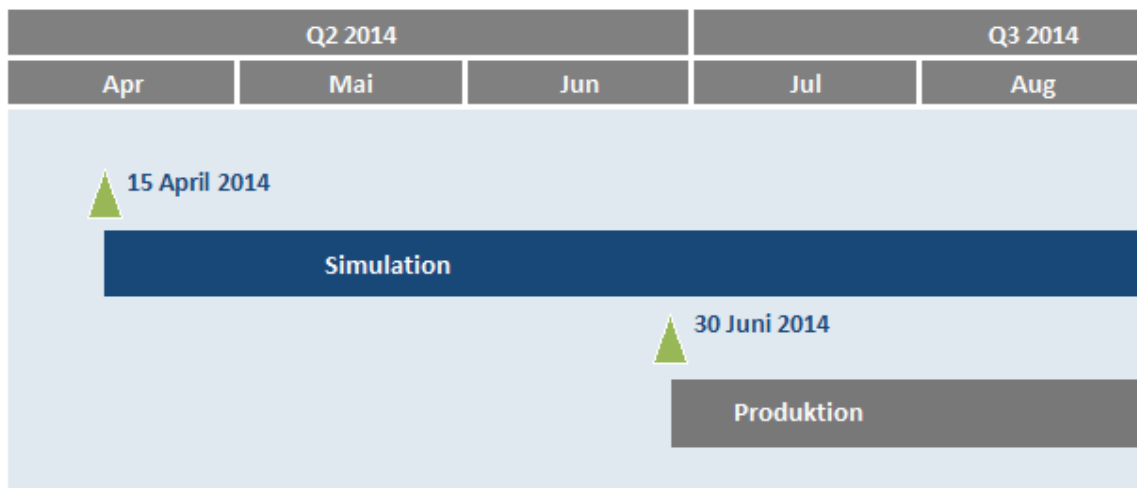 Q2 2014 Q3 2014
Apr Mai Jun Jul Aug
15 April 2014
Simulation
30 Juni 2014
Produktion